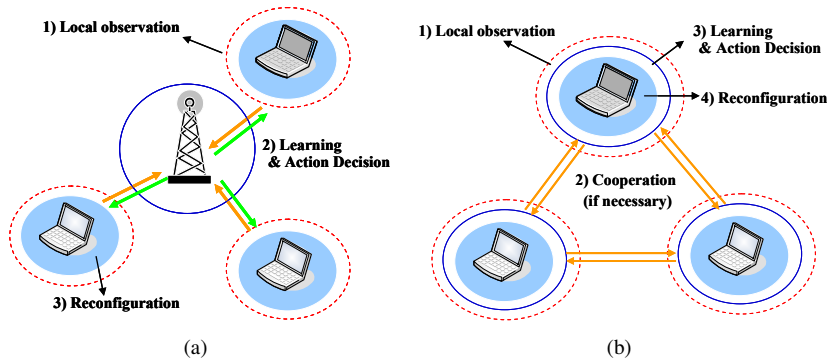 1) Local observation
2) Learning
& Action Decision
3) Reconfiguration
(a)
1) Local observation
3) Learning
& Action Decision
4) Reconfiguration
2) Cooperation
(if necessary)
(b)